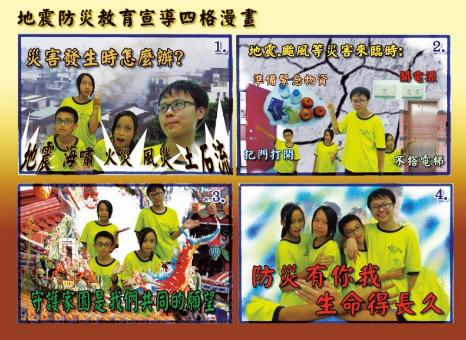 地震防災教育宣導四格漫畫
1.
災害發生時怎麼辦?
地震 海嘯 火災 風災 土石流
2.
地震.颱風等災害來臨時:
準備緊急物資
關電源
把門打開
不搭電梯
3.
守護家園是我們共同的願望
4.
防災有你我
生命得長久